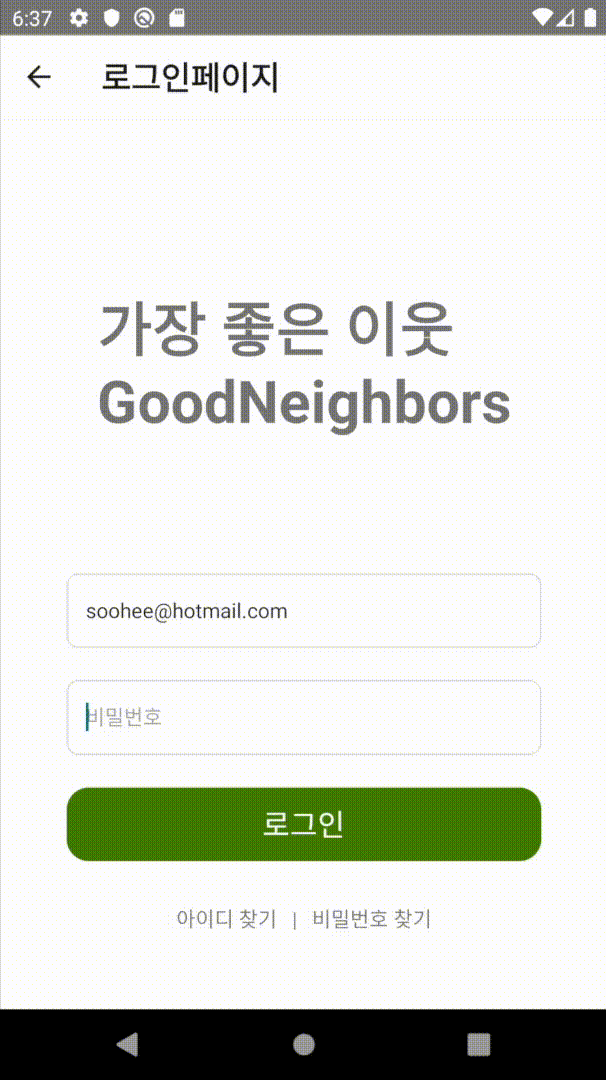 6:37
로그인페이지
가장 좋은 이웃
GoodNeighbors
soohee@hotmail.com
비밀번호
로그인
아이디 찾기 | 비밀번호 찾기